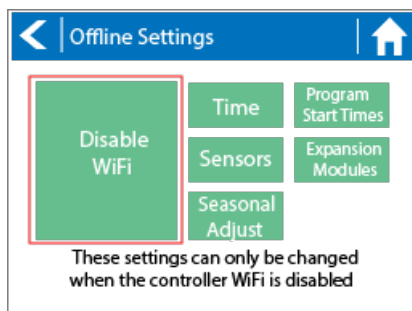 Offline Settings
Disable
WiFi
Time
Program
Start Times
Sensors
Expansion
Modules
Seasonal
Adjust
These settings can only be changed
when the controller WiFi is disabled